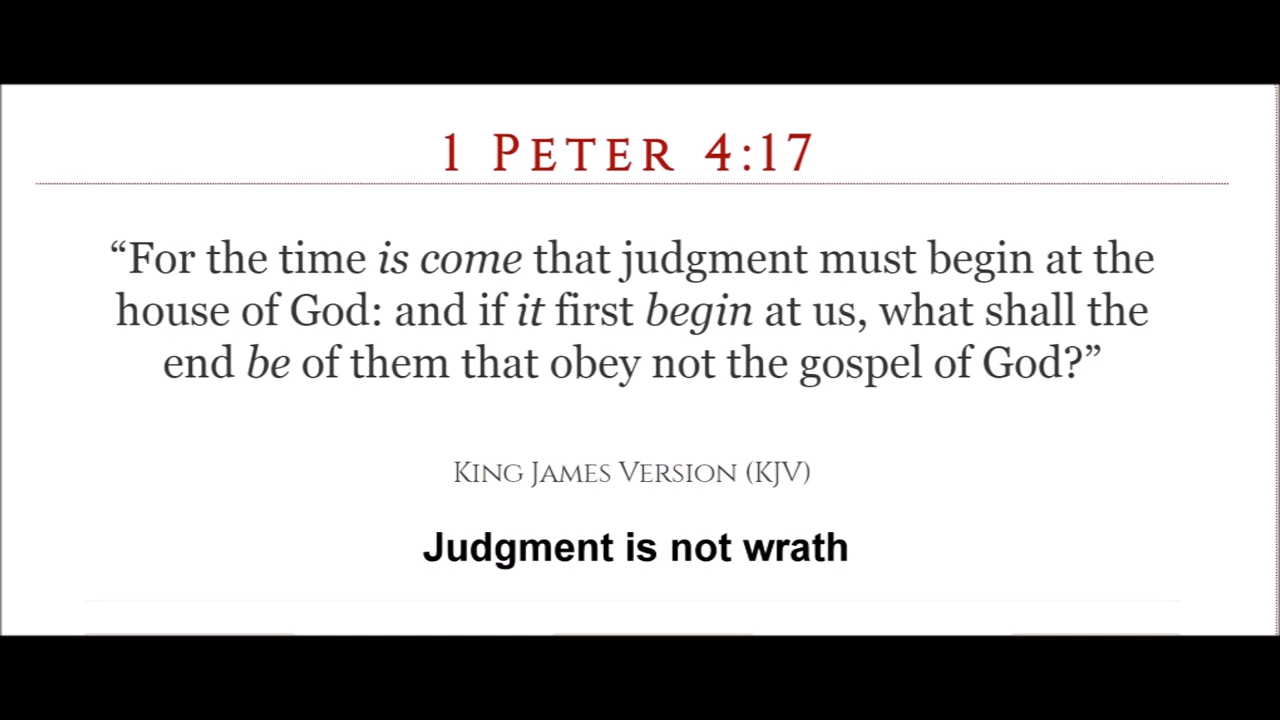 1 PETER 4:17
“For the time is come that judgment must begin at the
house of God: and if it first begin at us, what shall the
end be of them that obey not the gospel of God?”
KING JAMES VERSION (KJV)
Judgment is not wrath